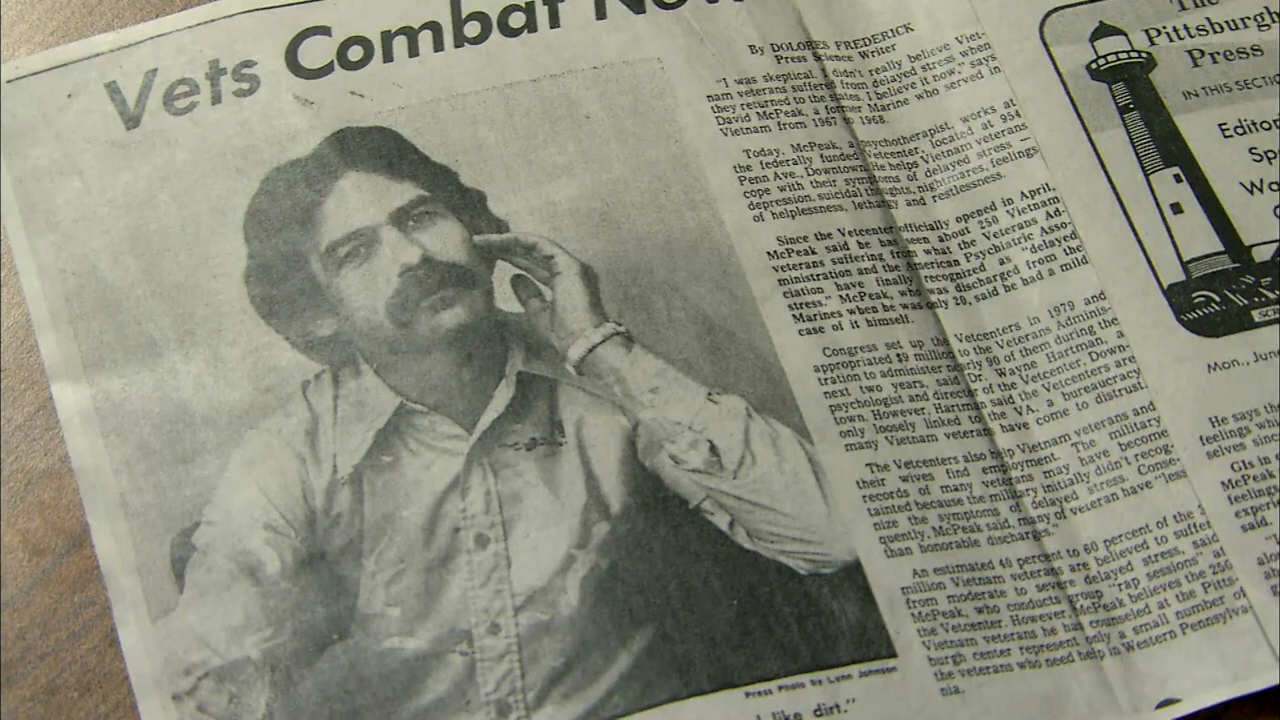 Vets Combat
By DOLORES FREDERICK
Press Science Writer
"I was skeptical. I didn't really believe Viet-
nam veterans suffered from delayed stress when
they returned to the states. I believe it now," says
David McPeak, a former Marine who served in
Vietnam from 1967 to 1968.
Today, McPeak, a psychotherapist, works at
the federally funded Vetcenter, located at 954
Penn Ave., Downtown. He helps Vietnam veterans
cope with their symptoms of delayed stress —
depression, suicidal thoughts, nightmares, feelings
of helplessness, lethargy and restlessness.
Since the Vetcenter officially opened in April,
McPeak said he has seen about 250 Vietnam
veterans suffering from what the Veterans Ad-
ministration and the American Psychiatric Asso-
ciation have finally recognized as "delayed
stress." McPeak, who was discharged from the
Marines when he was only 20, said he had a mild
case of it himself.
Congress set up the Vetcenters in 1979 and
appropriated $9 million to the Veterans Adminis-
tration to administer nearly 90 of them during the
next two years, said Dr. Wayne Hartman, a
psychologist and director of the Vetcenter, Down-
town. However, Hartman said the Vetcenters are
only loosely linked to the VA, a bureaucracy
many Vietnam veterans have come to distrust.
The Vetcenters also help Vietnam veterans and
their wives find employment. The military
records of many veterans may have become
tainted because the military initially didn't recog-
nize the symptoms of delayed stress. Conse-
quently, McPeak said, many of veteran have "less
than honorable discharges."
An estimated 40 percent to 60 percent of the
million Vietnam veterans are believed to suffer
from moderate to severe delayed stress, said
McPeak, who conducts group "rap sessions" at
the Vetcenter. However, McPeak believes the 250
Vietnam veterans he has counseled at the Pitts-
burgh center represent only a small number of
the veterans who need help in Western Pennsylva-
nia.
Press Photo by Lynn Johnson
like dirt."
The
Pittsburgh
Press
IN THIS SECTIO
Editor
Sp
Wo
Mon., June
He says th
feelings whi
selves sinc
GIs in
McPeak
feelings
experi
said.